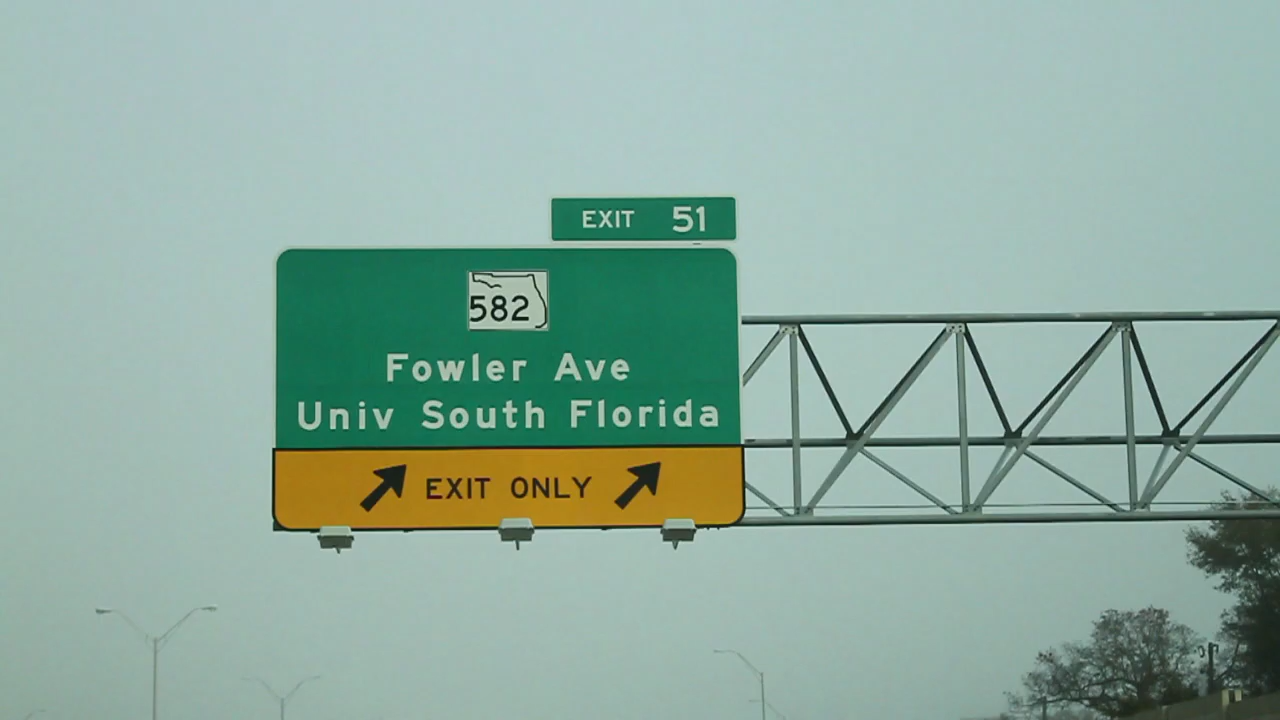 EXIT 51
582
Fowler Ave
Univ South Florida
EXIT ONLY